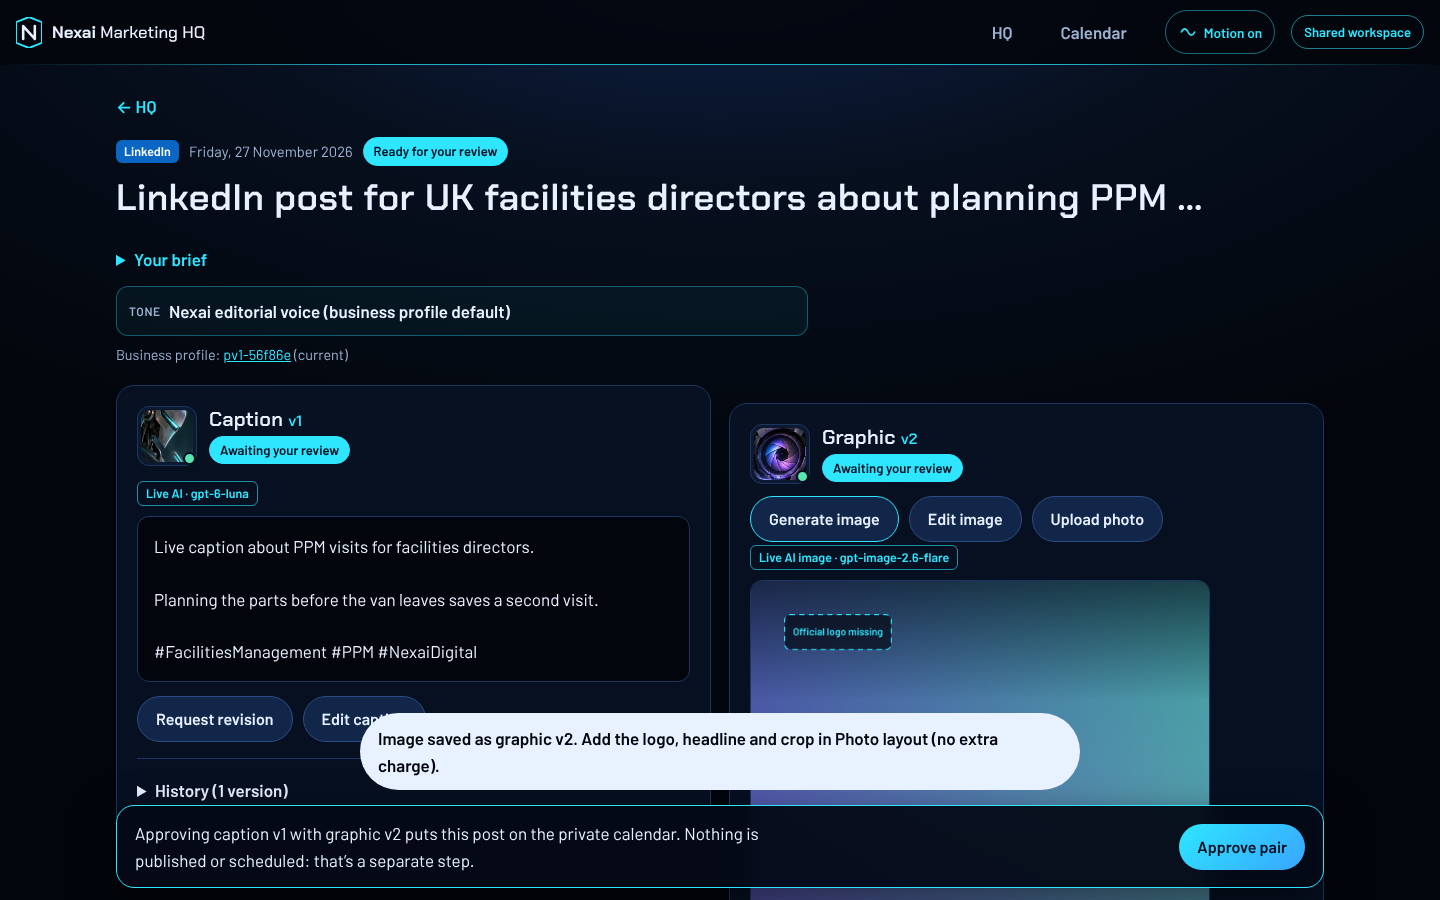 Nexai Marketing HQ
HQ
Calendar
Motion on
Shared workspace
← HQ
LinkedIn
Friday, 27 November 2026
Ready for your review
LinkedIn post for UK facilities directors about planning PPM ...
Your brief
TONE Nexai editorial voice (business profile default)
Business profile: pv1-56f86e (current)
Caption v1
Awaiting your review
Live AI · gpt-6-luna
Live caption about PPM visits for facilities directors.
Planning the parts before the van leaves saves a second visit.
#FacilitiesManagement #PPM #NexaiDigital
Request revision
Edit
History (1 version)
Graphic v2
Awaiting your review
Generate image
Edit image
Upload photo
Live AI image · gpt-image-2.6-flare
Official logo missing
Image saved as graphic v2. Add the logo, headline and crop in Photo layout (no extra
charge).
Approving caption v1 with graphic v2 puts this post on the private calendar. Nothing is
published or scheduled: that's a separate step.
Approve pair